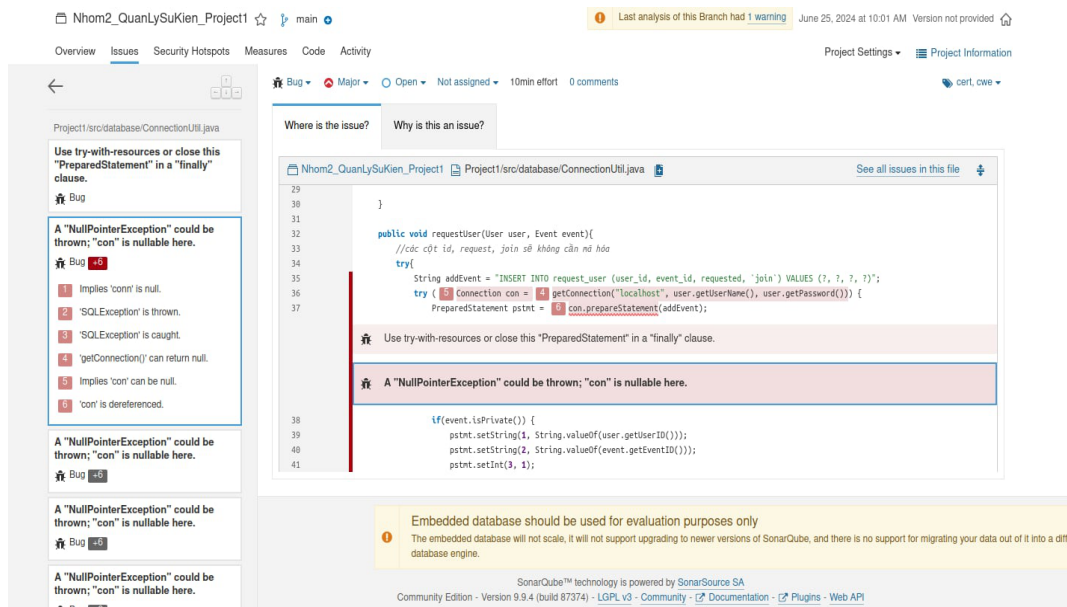 Nhom2_QuanLySuKien_Project1 main
Last analysis of this Branch had 1 warning June 25, 2024 at 10:01 AM Version not provided
Overview Issues Security Hotspots Measures Code Activity
Project Settings Project Information
Bug Major Open Not assigned 10min effort 0 comments
cert, cwe
Where is the issue? Why is this an issue?
Project1/src/database/ConnectionUtil.java
Use try-with-resources or close this
"PreparedStatement" in a "finally"
clause.
Bug
A "NullPointerException" could be
thrown; "con" is nullable here.
Bug +6
1 Implies 'conn' is null.
2 'SQLException' is thrown.
3 'SQLException' is caught.
4 'getConnection()' can return null.
5 Implies 'con' can be null.
6 'con' is dereferenced.
A "NullPointerException" could be
thrown; "con" is nullable here.
Bug +6
A "NullPointerException" could be
thrown; "con" is nullable here.
Bug +6
A "NullPointerException" could be
thrown; "con" is nullable here.
Nhom2_QuanLySuKien_Project1 Project1/src/database/ConnectionUtil.java
See all issues in this file
29
30 }
31
32 public void requestUser(User user, Event event){
33 //các cột id, request, join sẽ không cần mã hóa
34 try{
35 String addEvent = "INSERT INTO request_user (user_id, event_id, requested, `join`) VALUES (?, ?, ?, ?)";
36 try ( 5 Connection con = 4 getConnection("localhost", user.getUserName(), user.getPassword())) {
37 PreparedStatement pstmt = 6 con.prepareStatement(addEvent);
Use try-with-resources or close this "PreparedStatement" in a "finally" clause.
A "NullPointerException" could be thrown; "con" is nullable here.
38 if(event.isPrivate()) {
39 pstmt.setString(1, String.valueOf(user.getUserID()));
40 pstmt.setString(2, String.valueOf(event.getEventID()));
41 pstmt.setInt(3, 1);
Embedded database should be used for evaluation purposes only
The embedded database will not scale, it will not support upgrading to newer versions of SonarQube, and there is no support for migrating your data out of it into a diff
database engine.
SonarQube™ technology is powered by SonarSource SA
Community Edition - Version 9.9.4 (build 87374) - LGPL v3 - Community - Documentation - Plugins - Web API